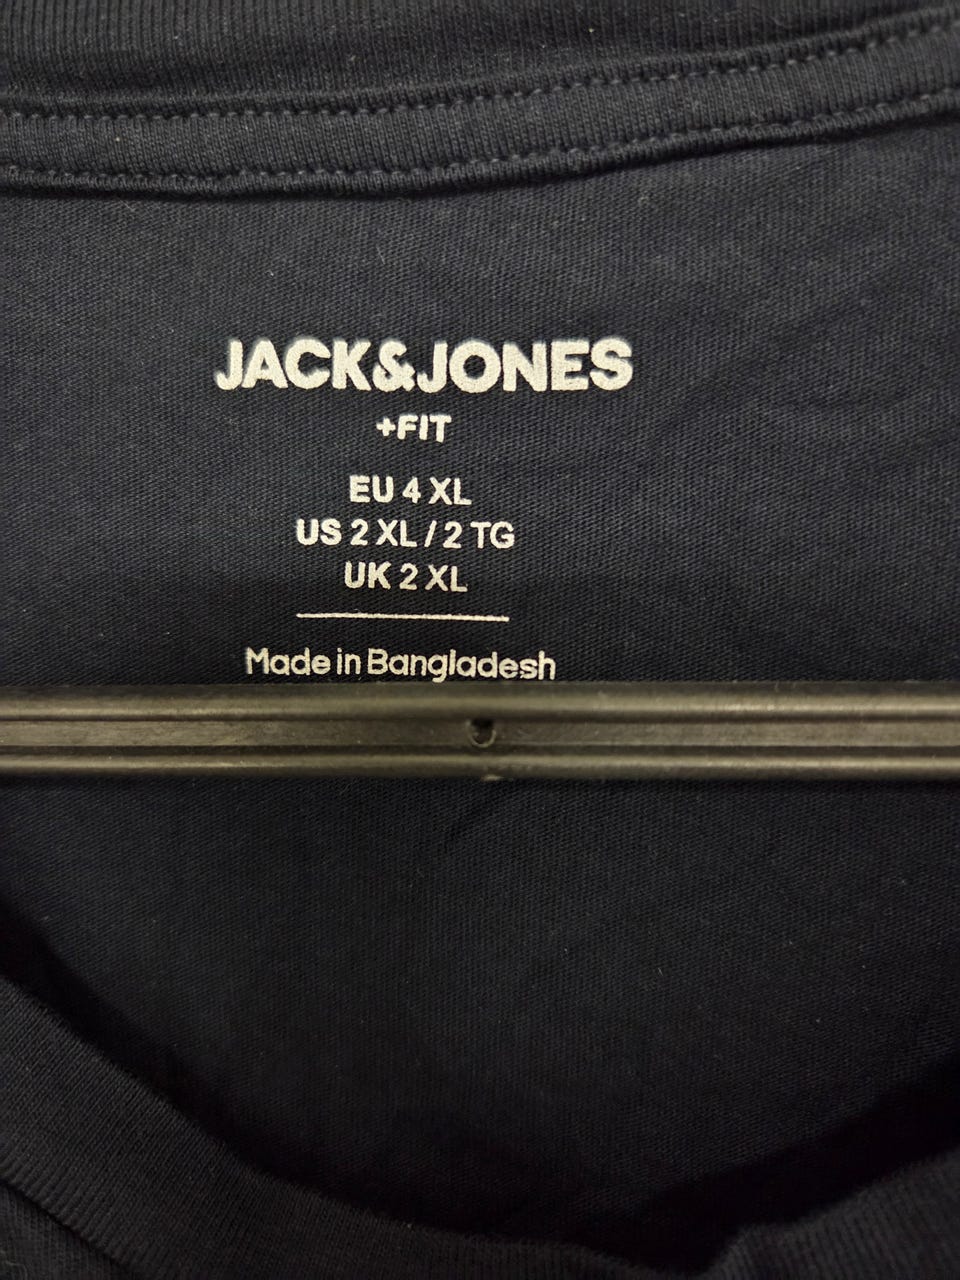 JACK&JONES
+FIT
EU 4 XL
US 2 XL / 2 TG
UK 2 XL
Made in Bangladesh